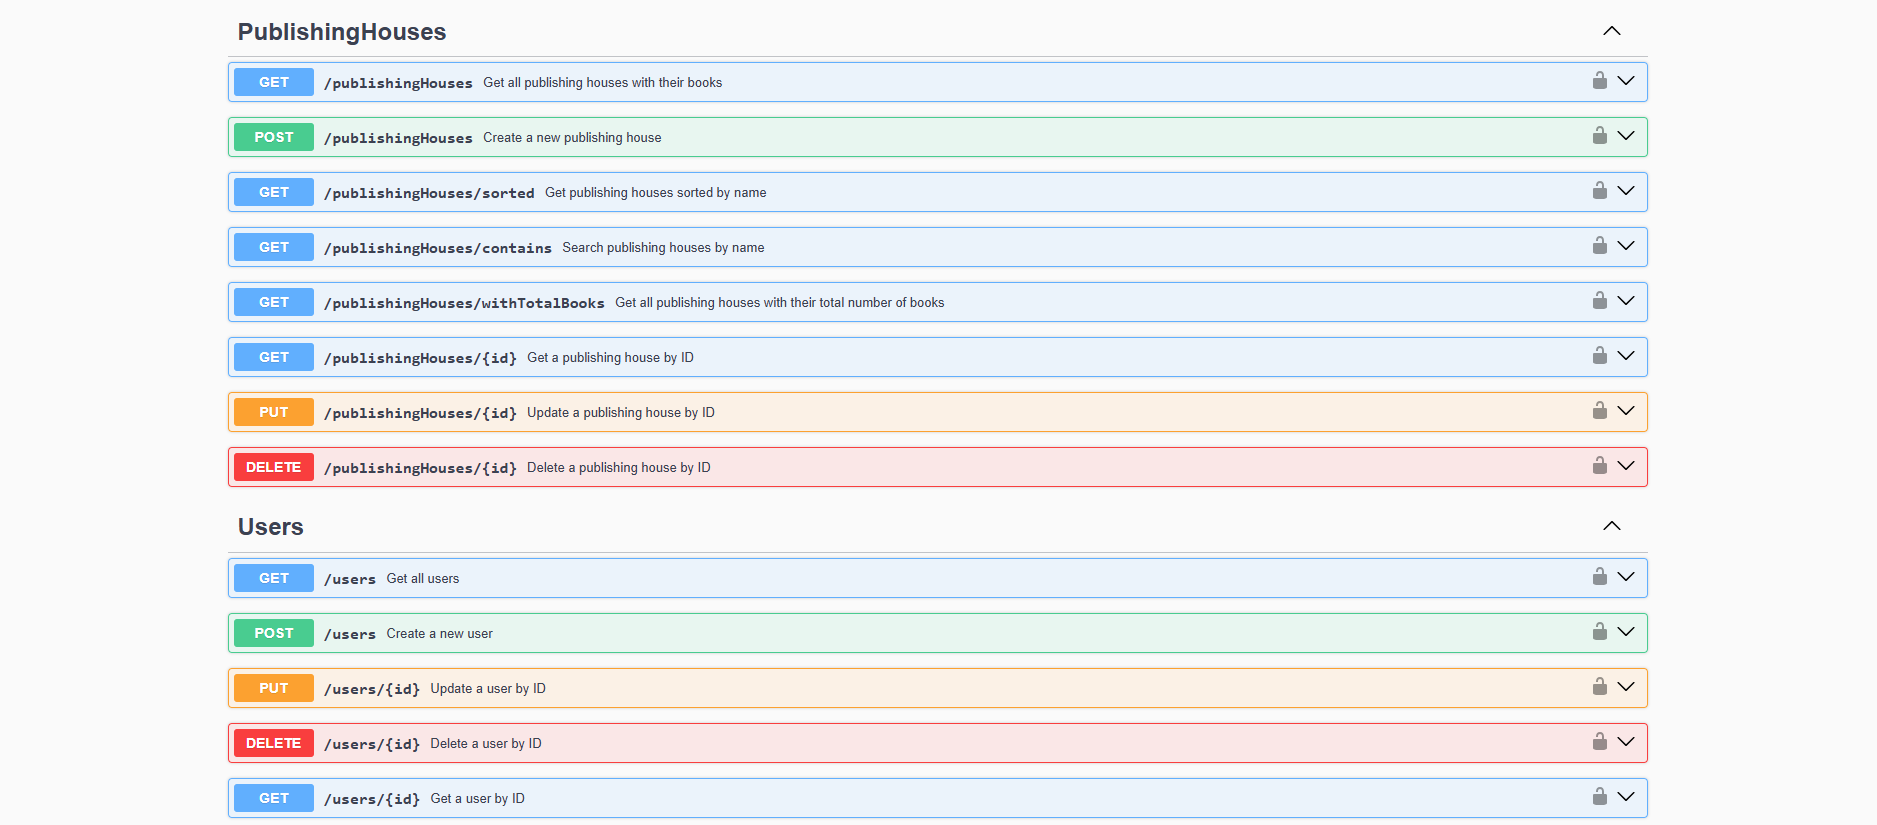 PublishingHouses
GET /publishingHouses Get all publishing houses with their books
POST /publishingHouses Create a new publishing house
GET /publishingHouses/sorted Get publishing houses sorted by name
GET /publishingHouses/contains Search publishing houses by name
GET /publishingHouses/withTotalBooks Get all publishing houses with their total number of books
GET /publishingHouses/{id} Get a publishing house by ID
PUT /publishingHouses/{id} Update a publishing house by ID
DELETE /publishingHouses/{id} Delete a publishing house by ID
Users
GET /users Get all users
POST /users Create a new user
PUT /users/{id} Update a user by ID
DELETE /users/{id} Delete a user by ID
GET /users/{id} Get a user by ID